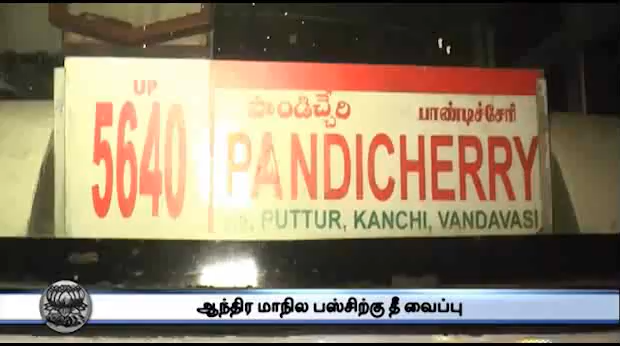 UP
5640
పాండిచ్చేరి பாண்டிச்சேரி
PANDICHERRY
PUTTUR, KANCHI, VANDAVASI
ஆந்திர மாநில பஸ்சிற்கு தீ வைப்பு